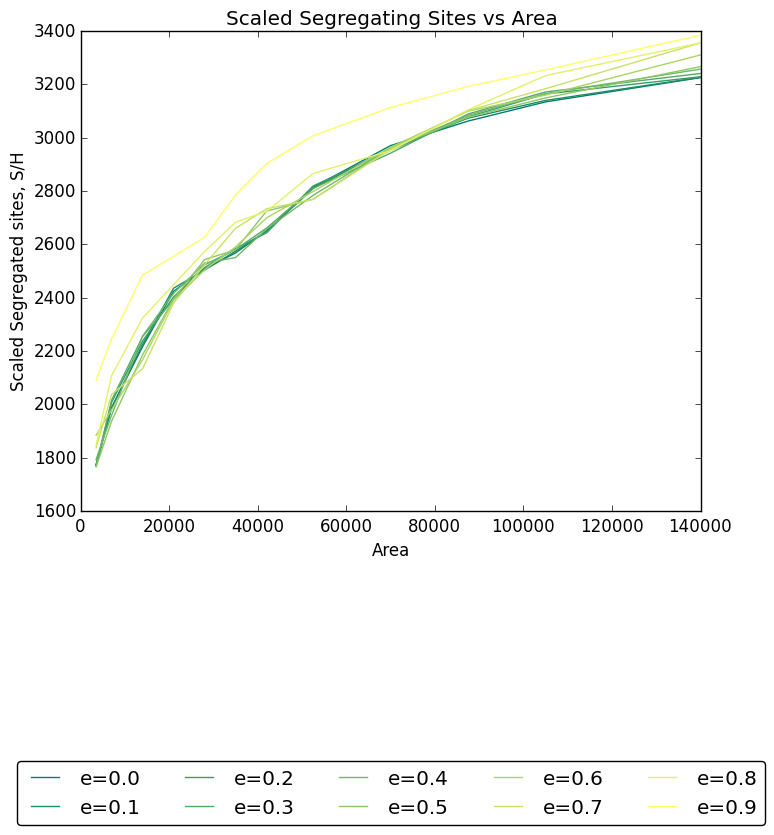 Scaled Segregating Sites vs Area
3400
3200
3000
2800
2600
2400
2200
2000
1800
1600
Scaled Segregated sites, S/H
0 20000 40000 60000 80000 100000 120000 140000
Area
e=0.0 e=0.2 e=0.4 e=0.6 e=0.8
e=0.1 e=0.3 e=0.5 e=0.7 e=0.9